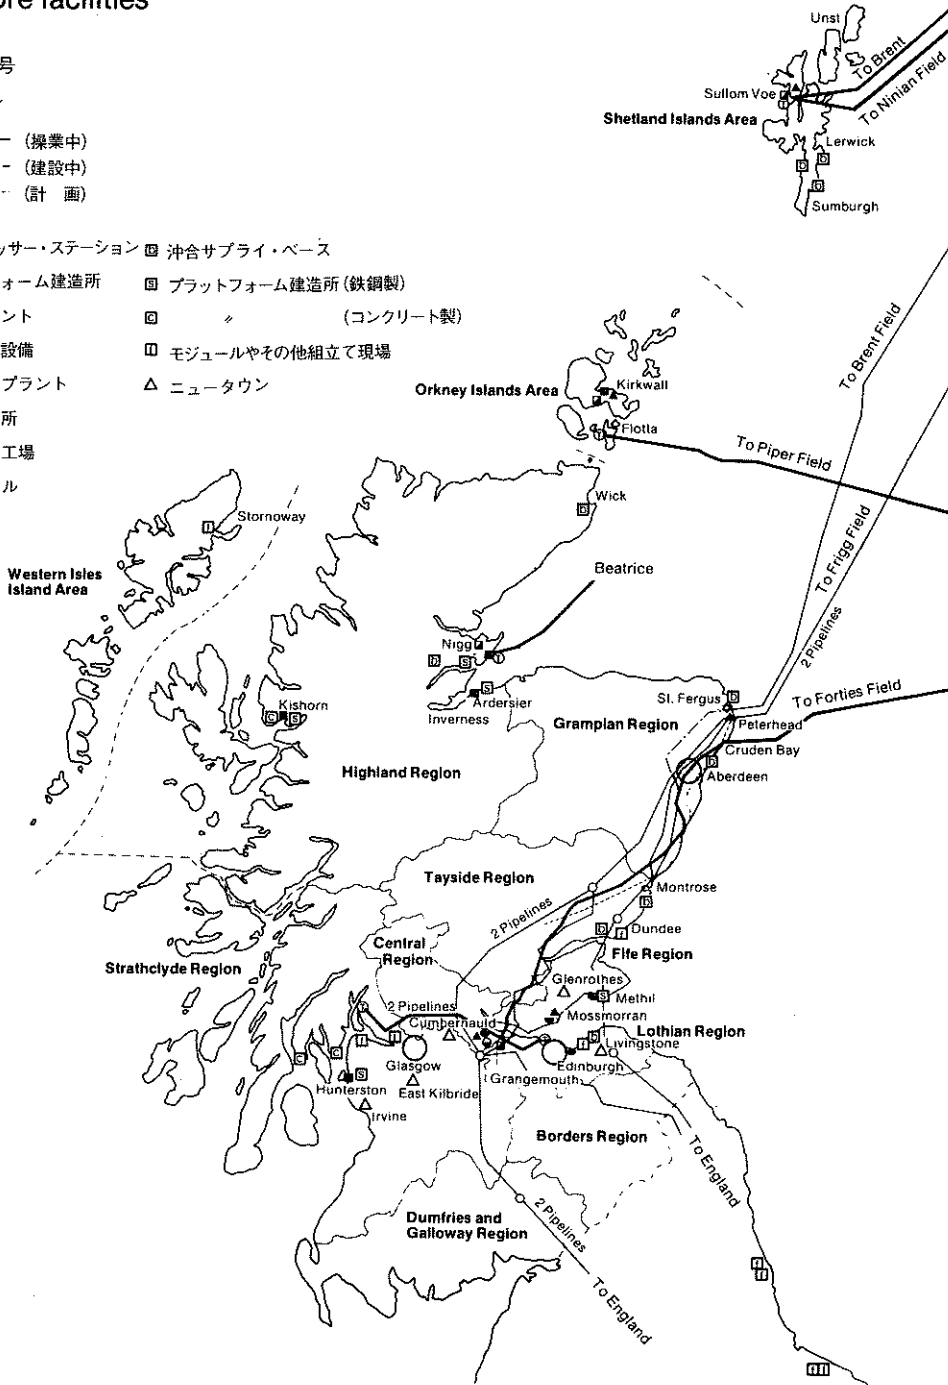 ore facilities
号
ー (操業中)
ー (建設中)
(計 画)
ッサー・ステーション
ォーム建造所
ント
設備
プラント
所
工場
ル
b 沖合サプライ・ベース
S プラットフォーム建造所(鉄鋼製)
C 〃 (コンクリート製)
f モジュールやその他組立て現場
△ ニュータウン
Unst
To Brent
To Ninian Field
Sullom Voe
Shetland Islands Area
Lerwick
Sumburgh
To Brent Field
Orkney Islands Area
Kirkwall
Flotta
To Piper Field
Wick
Stornoway
Western Isles
Island Area
Beatrice
To Frigg Field
2 Pipelines
Nigg
Ardersier
Inverness
Kishorn
Highland Region
Grampian Region
St. Fergus
Peterhead
To Forties Field
Cruden Bay
Aberdeen
Tayside Region
Montrose
2 Pipelines
Dundee
Central
Region
Fife Region
Strathclyde Region
Glenrothes
Methil
Mossmorran
2 Pipelines
Cumbernauld
Lothian Region
Livingstone
Edinburgh
Glasgow
Grangemouth
Hunterston
East Kilbride
Irvine
Borders Region
To England
Dumfries and
Galloway Region
2 Pipelines
To England